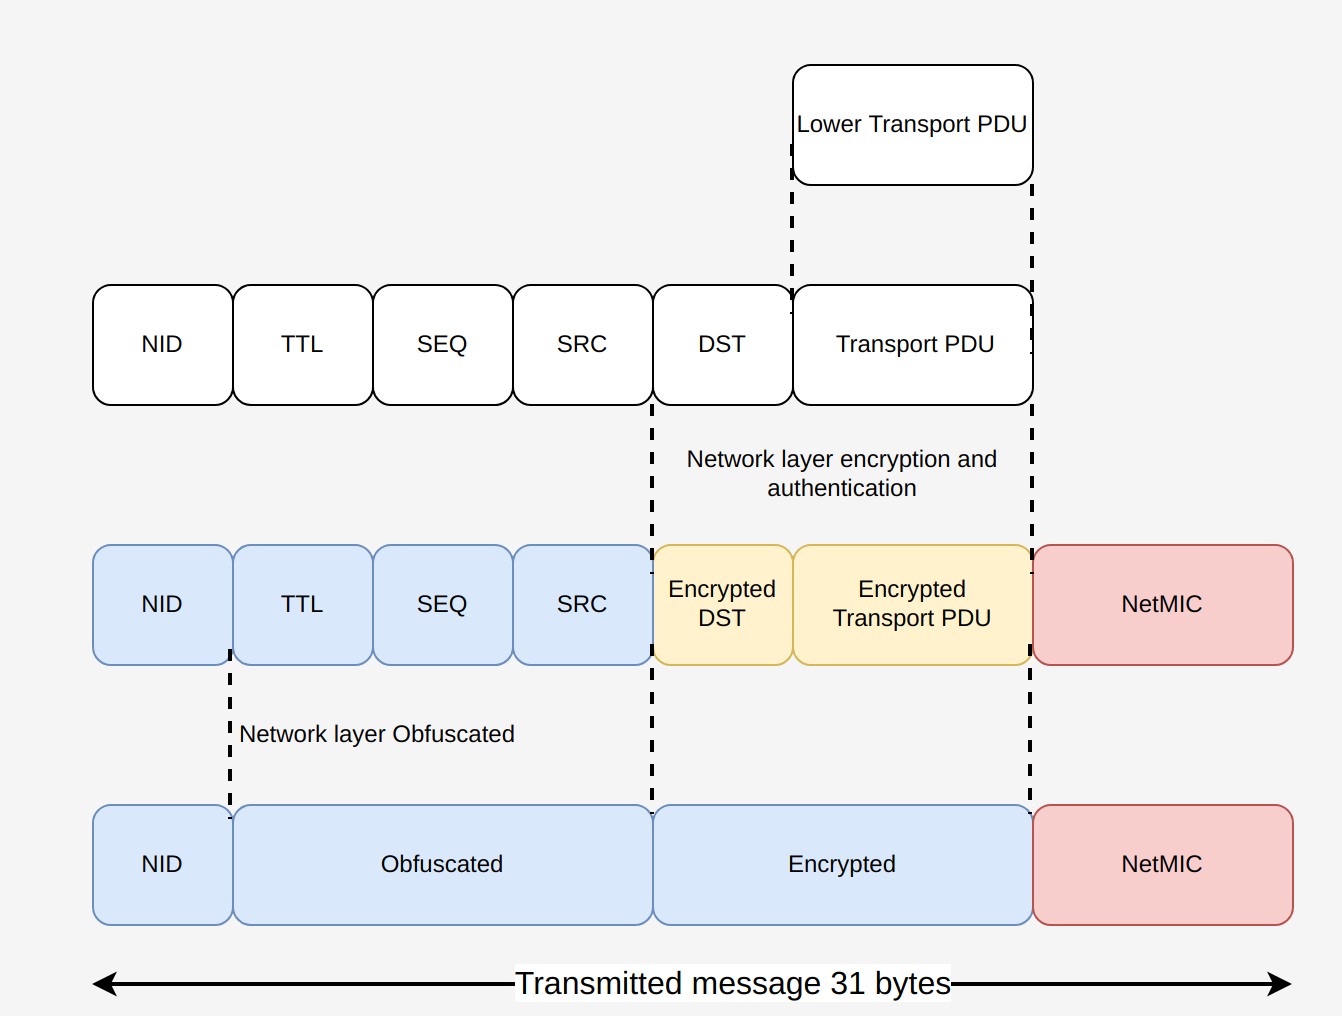 Lower Transport PDU
NID
TTL
SEQ
SRC
DST
Transport PDU
Network layer encryption and
authentication
NID
TTL
SEQ
SRC
Encrypted
DST
Encrypted
Transport PDU
NetMIC
Network layer Obfuscated
NID
Obfuscated
Encrypted
NetMIC
Transmitted message 31 bytes